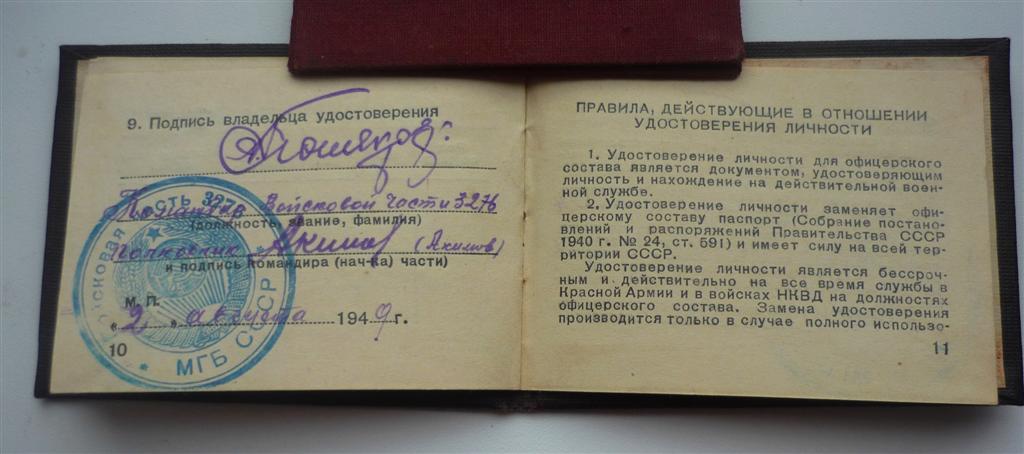 9. Подпись владельца удостоверения
Войсковой Части 3276
(должность, звание, фамилия)
Полковник Акимов (Акимов)
и подпись командира (нач-ка) части)
М. П.
"2" августа 1949 г.
10
ЧАСТЬ 3276
МГБ СССР
ПРАВИЛА, ДЕЙСТВУЮЩИЕ В ОТНОШЕНИИ
УДОСТОВЕРЕНИЯ ЛИЧНОСТИ
1. Удостоверение личности для офицерского
состава является документом, удостоверяющим
личность и нахождение на действительной воен-
ной службе.
2. Удостоверение личности заменяет офи-
церскому составу паспорт (Собрание постано-
влений и распоряжений Правительства СССР
1940 г. № 24, ст. 591) и имеет силу на всей тер-
ритории СССР.
Удостоверение личности является бессроч-
ным и действительно на все время службы в
Красной Армии и в войсках НКВД на должностях
офицерского состава. Замена удостоверения
производится только в случае полного использо-
11